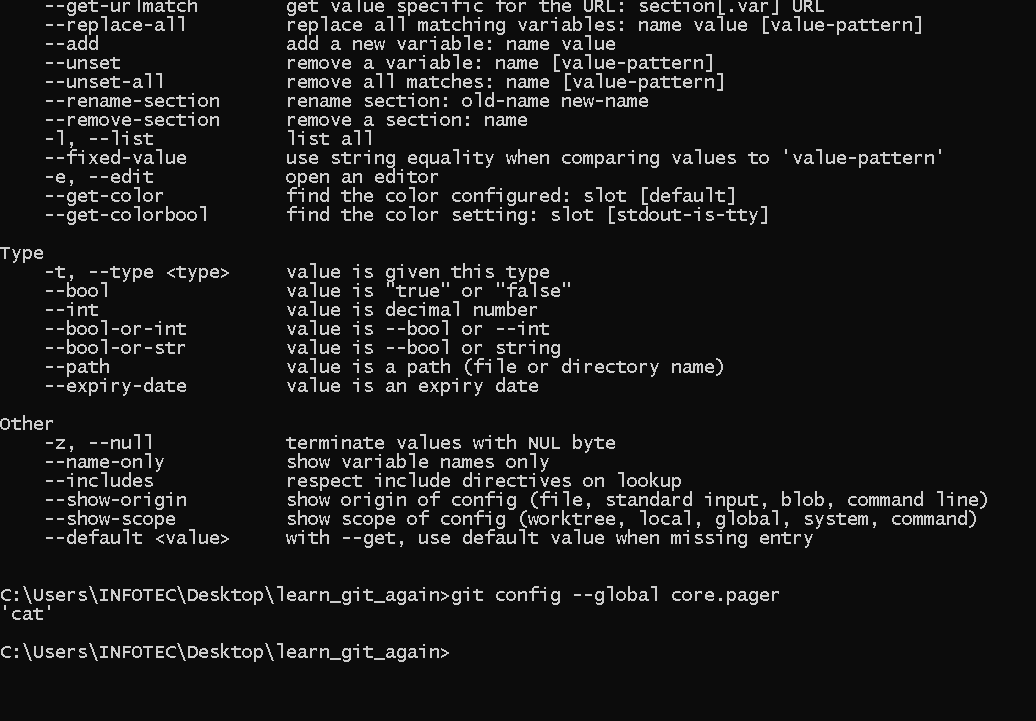 --get-urlmatch        get value specific for the URL: section[.var] URL
--replace-all         replace all matching variables: name value [value-pattern]
--add                 add a new variable: name value
--unset               remove a variable: name [value-pattern]
--unset-all           remove all matches: name [value-pattern]
--rename-section      rename section: old-name new-name
--remove-section      remove a section: name
-l, --list            list all
--fixed-value         use string equality when comparing values to 'value-pattern'
-e, --edit            open an editor
--get-color           find the color configured: slot [default]
--get-colorbool       find the color setting: slot [stdout-is-tty]

Type
-t, --type <type>     value is given this type
--bool                value is "true" or "false"
--int                 value is decimal number
--bool-or-int         value is --bool or --int
--bool-or-str         value is --bool or string
--path                value is a path (file or directory name)
--expiry-date         value is an expiry date

Other
-z, --null            terminate values with NUL byte
--name-only           show variable names only
--includes            respect include directives on lookup
--show-origin         show origin of config (file, standard input, blob, command line)
--show-scope          show scope of config (worktree, local, global, system, command)
--default <value>     with --get, use default value when missing entry

C:\Users\INFOTEC\Desktop\learn_git_again>git config --global core.pager
'cat'

C:\Users\INFOTEC\Desktop\learn_git_again>